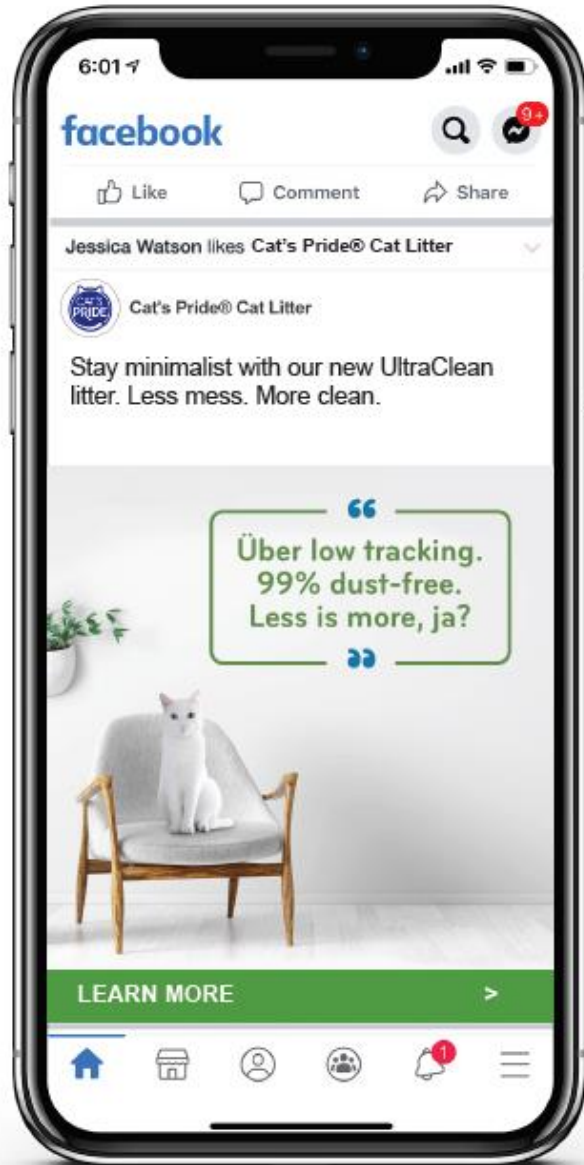 6:01
facebook
9+
Like Comment Share
Jessica Watson likes Cat's Pride® Cat Litter
CAT'S
PRIDE
Cat's Pride® Cat Litter
Stay minimalist with our new UltraClean
litter. Less mess. More clean.
“
Über low tracking.
99% dust-free.
Less is more, ja?
”
LEARN MORE >
1